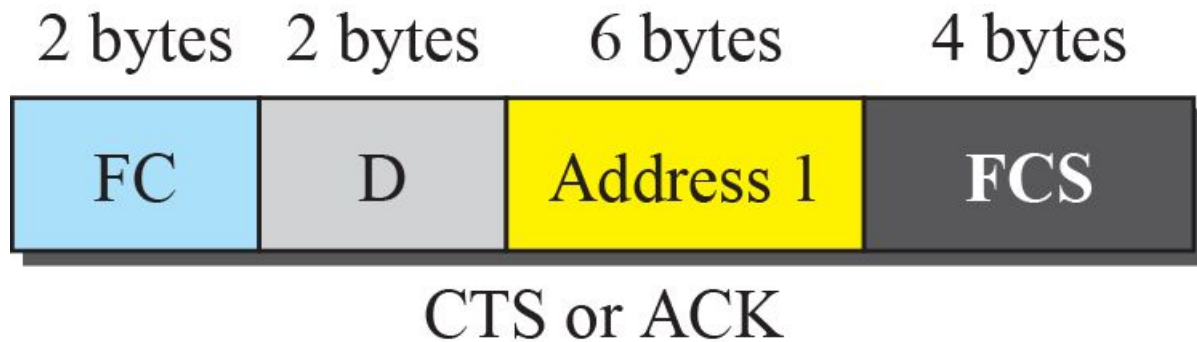 2 bytes 2 bytes 6 bytes 4 bytes
FC D Address 1 FCS
CTS or ACK